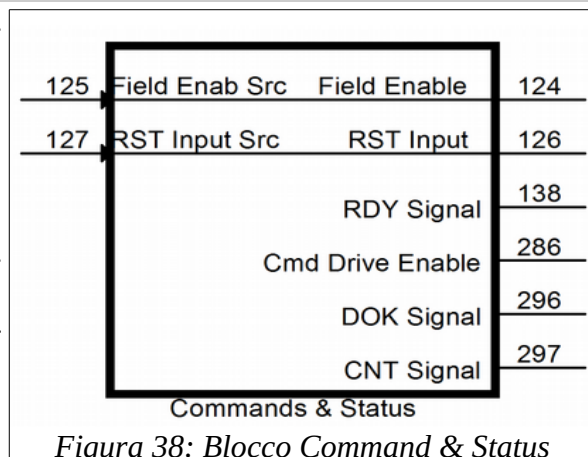 125 Field Enab Src Field Enable 124
127 RST Input Src RST Input 126
RDY Signal 138
Cmd Drive Enable 286
DOK Signal 296
CNT Signal 297
Commands & Status
Figura 38: Blocco Command & Status